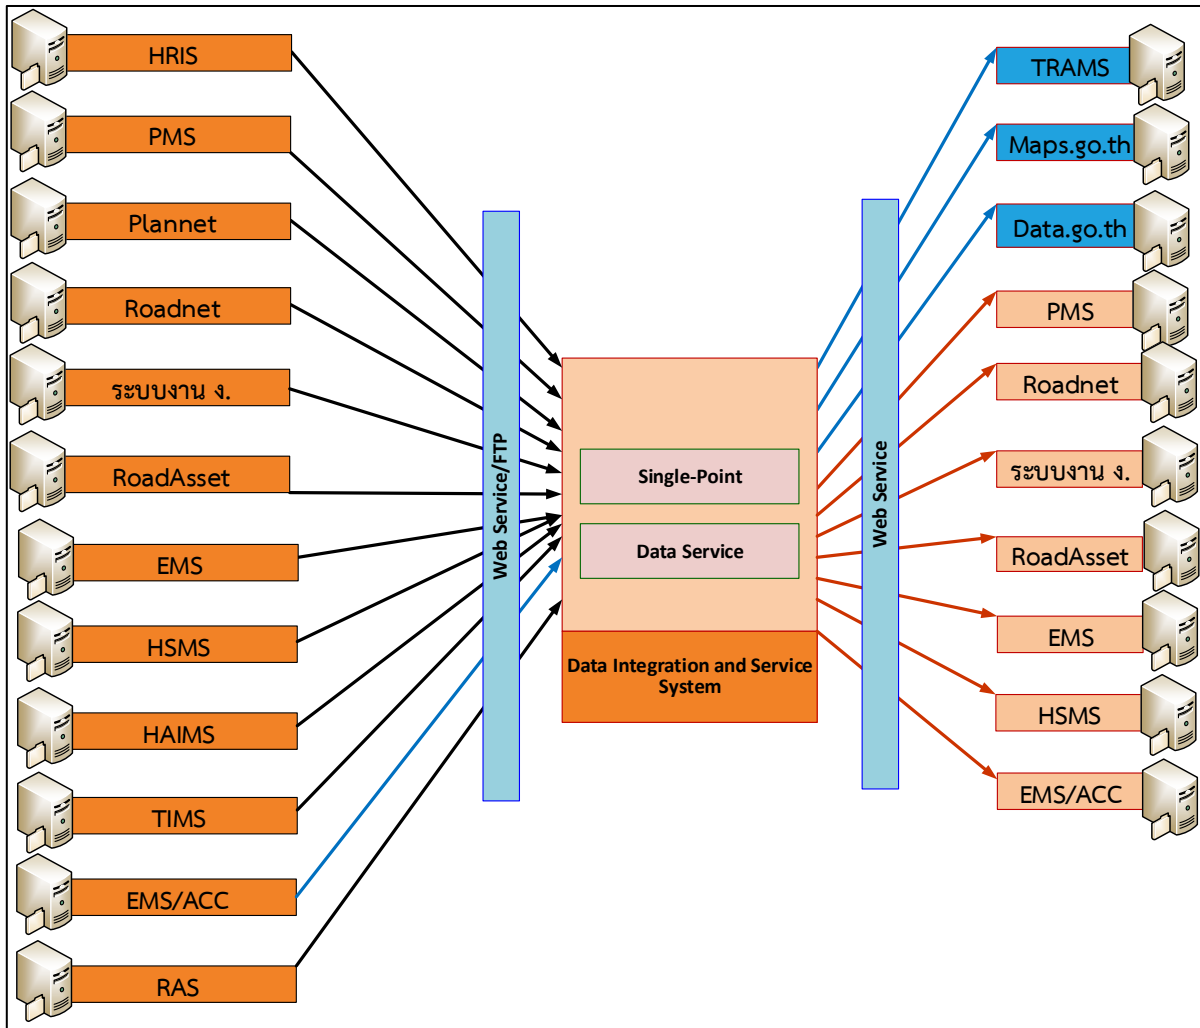 HRIS
PMS
Plannet
Roadnet
ระบบงาน ง.
RoadAsset
EMS
HSMS
HAIMS
TIMS
EMS/ACC
RAS
Web Service/FTP
Single-Point
Data Service
Data Integration and Service
System
Web Service
TRAMS
Maps.go.th
Data.go.th
PMS
Roadnet
ระบบงาน ง.
RoadAsset
EMS
HSMS
EMS/ACC